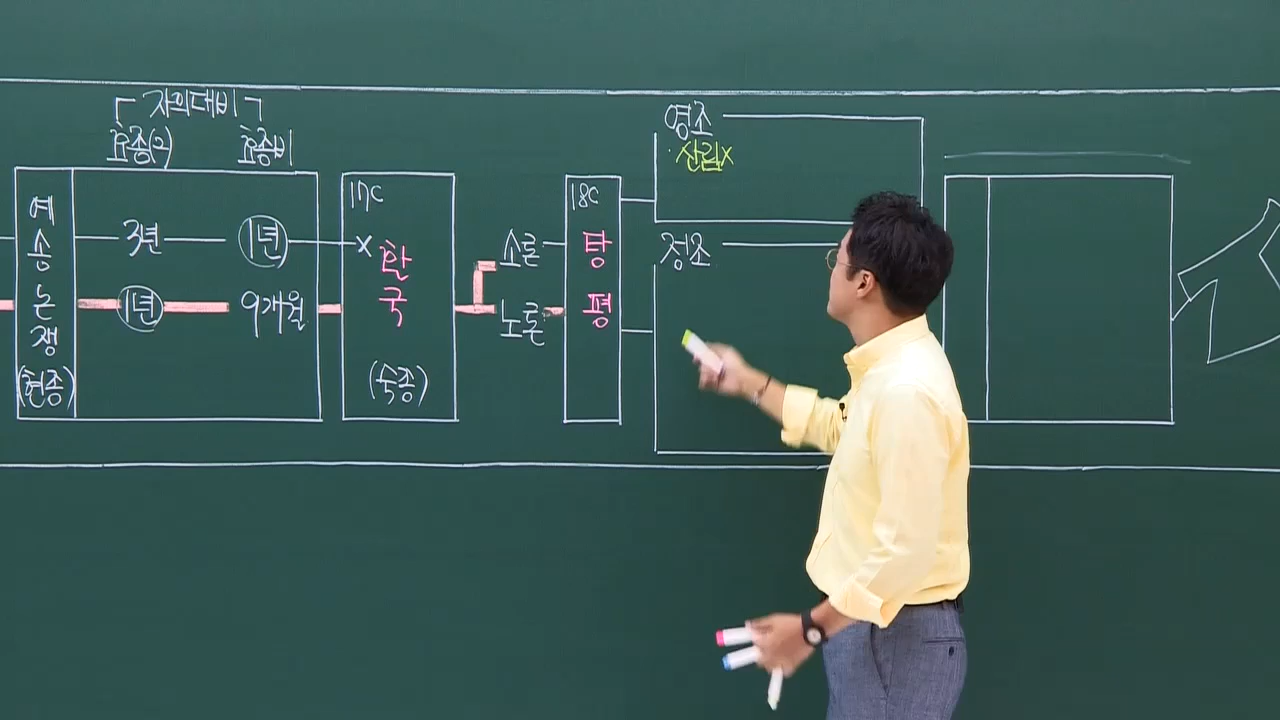 자의대비
효종(왕) 효종비
예송논쟁
(현종)
3년 1년
1년 9개월
17C
X
환국
(숙종)
소론
노론
18C
탕평
영조
산림X
정조